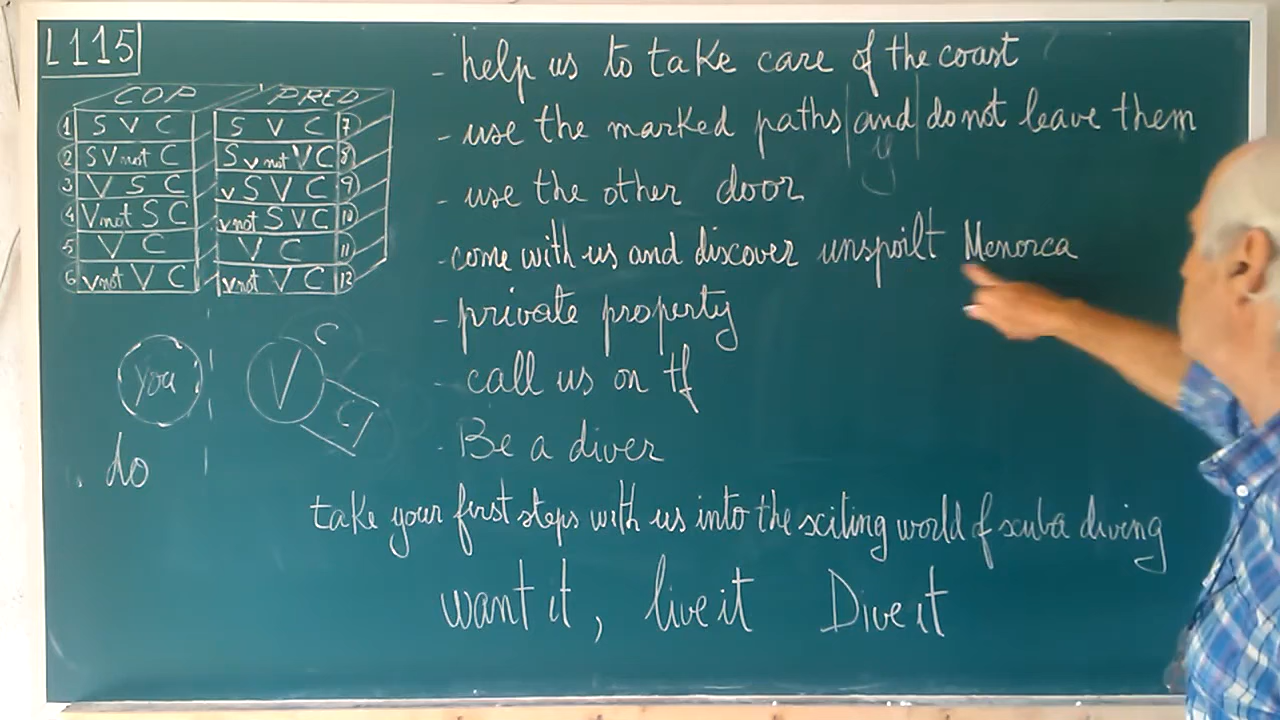 L115
COP PRED
1 S V C S V C 7
2 S V not C S v not V C 8
3 V S C v S V C 9
4 V not S C v not S V C 10
5 V C V C 11
6 v not V C v not V C 12
you V C
C
. do
- help us to take care of the coast ?
- use the marked paths | and | do not leave them
y
- use the other door
- come with us and discover unspoilt Menorca
- private property
- call us on tf
- Be a diver
take your first steps with us into the sciting world of scuba diving
want it, live it Dive it